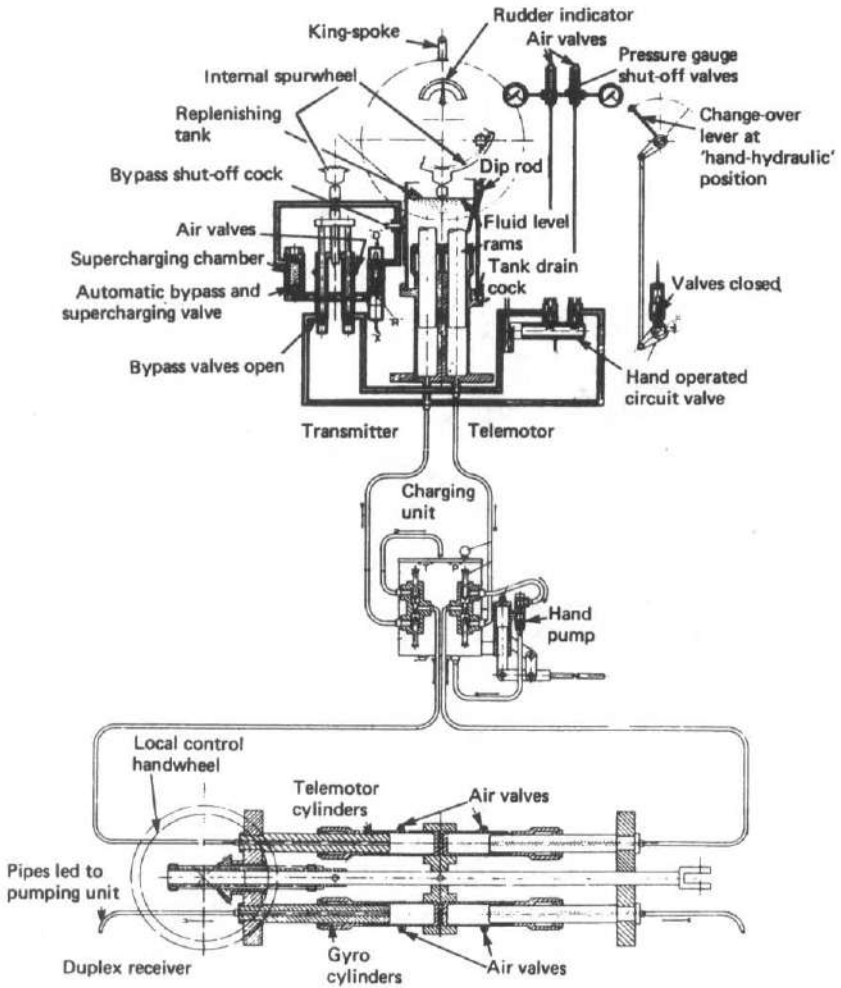 Rudder indicator
King-spoke
Air valves
Pressure gauge
shut-off valves
Internal spurwheel
Replenishing
tank
Change-over
lever at
'hand-hydraulic'
position
Dip rod
Bypass shut-off cock
Air valves
Fluid level
rams
Supercharging chamber
Tank drain
cock
Valves closed
Automatic bypass and
supercharging valve
Bypass valves open
Hand operated
circuit valve
Transmitter
Telemotor
Charging
unit
Hand
pump
Local control
handwheel
Telemotor
cylinders
Air valves
Pipes led to
pumping unit
Gyro
cylinders
Air valves
Duplex receiver